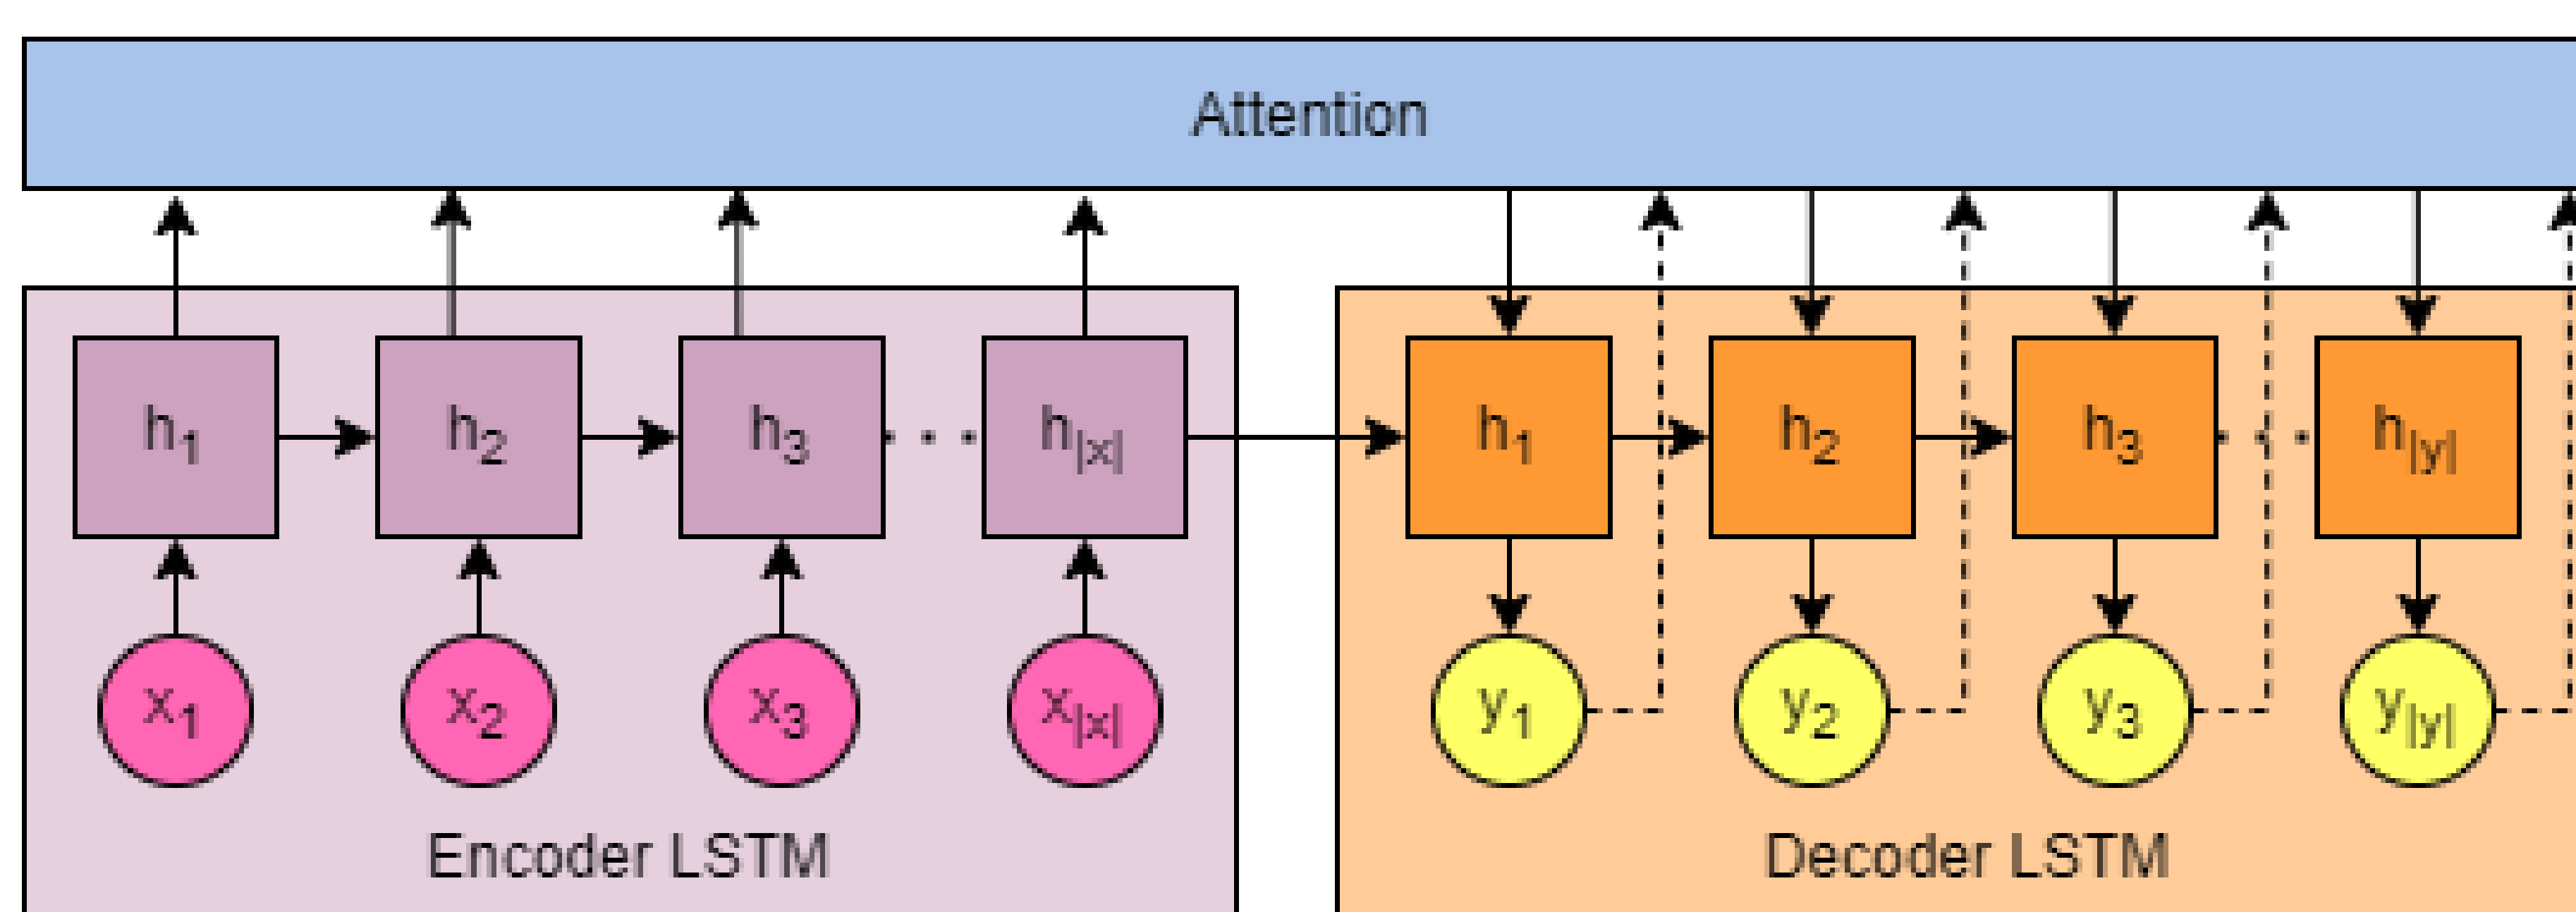 Attention
h1 h2 h3 h|x| h1 h2 h3 h|y|
x1 x2 x3 x|x| y1 y2 y3 y|y|
Encoder LSTM Decoder LSTM